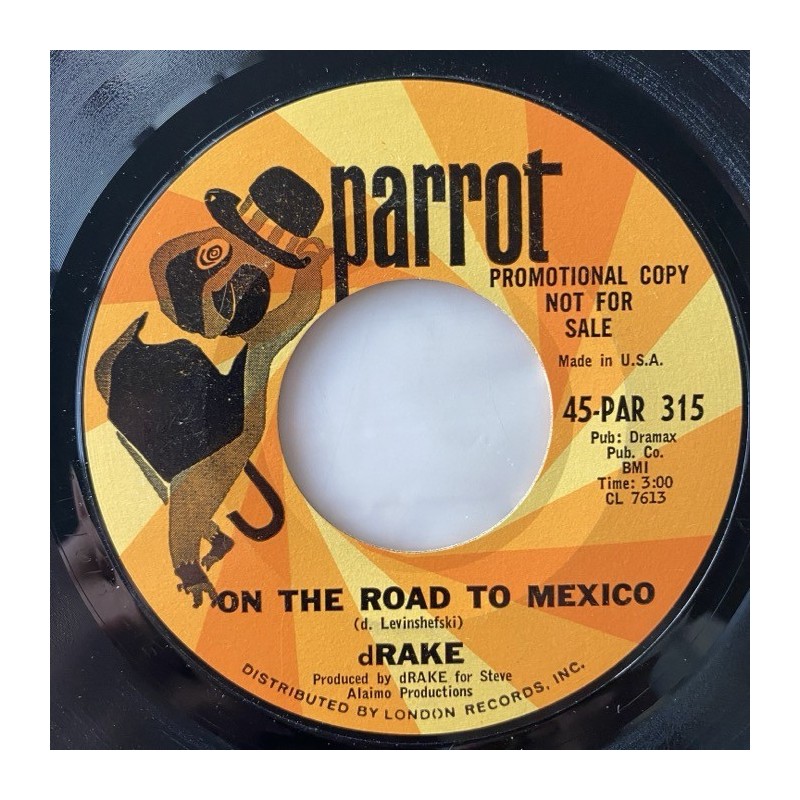 parrot
PROMOTIONAL COPY
NOT FOR
SALE
Made in U.S.A.
45-PAR 315
Pub: Dramax
Pub. Co.
BMI
Time: 3:00
CL 7613
ON THE ROAD TO MEXICO
(d. Levinshefski)
dRAKE
Produced by dRAKE for Steve
Alaimo Productions
DISTRIBUTED BY LONDON RECORDS, INC.